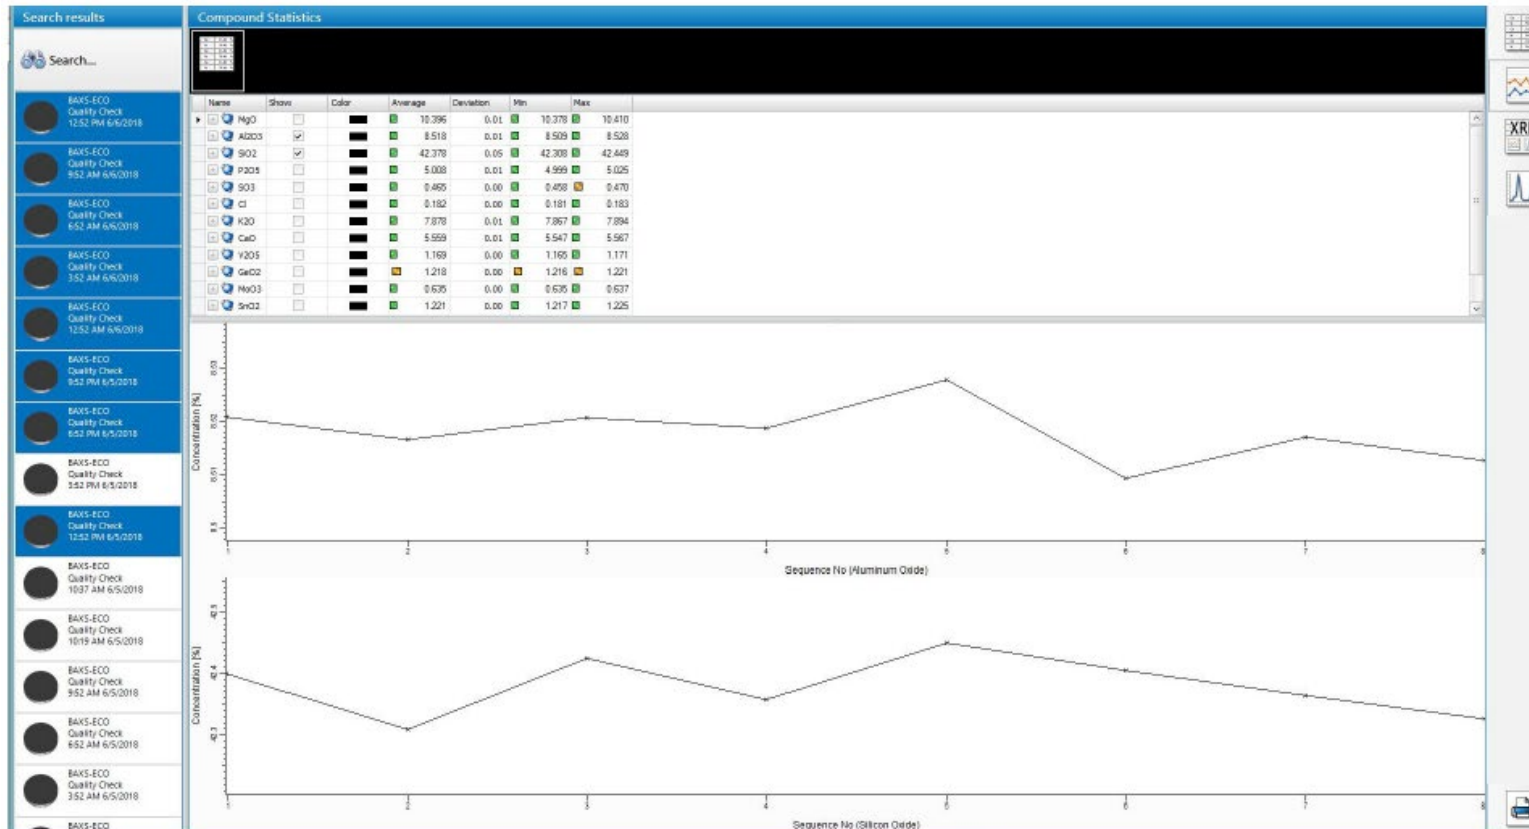 Search results
Search...
BAXS-ECO
Quality Check
12:52 PM 6/6/2018
BAXS-ECO
Quality Check
9:52 AM 6/6/2018
BAXS-ECO
Quality Check
6:52 AM 6/6/2018
BAXS-ECO
Quality Check
3:52 AM 6/6/2018
BAXS-ECO
Quality Check
12:52 AM 6/6/2018
BAXS-ECO
Quality Check
9:52 PM 6/5/2018
BAXS-ECO
Quality Check
6:52 PM 6/5/2018
BAXS-ECO
Quality Check
3:52 PM 6/5/2018
BAXS-ECO
Quality Check
12:52 PM 6/5/2018
BAXS-ECO
Quality Check
10:37 AM 6/5/2018
BAXS-ECO
Quality Check
10:19 AM 6/5/2018
BAXS-ECO
Quality Check
9:52 AM 6/5/2018
BAXS-ECO
Quality Check
6:52 AM 6/5/2018
BAXS-ECO
Quality Check
3:52 AM 6/5/2018
BAXS-ECO
Compound Statistics
Name Show Color Average Deviation Min Max
MgO 10.396 0.01 10.378 10.410
Al2O3 8.518 0.01 8.509 8.528
SiO2 42.378 0.05 42.308 42.449
P2O5 5.008 0.01 4.999 5.025
SO3 0.465 0.00 0.458 0.470
Cl 0.182 0.00 0.181 0.183
K2O 7.878 0.01 7.867 7.894
CaO 5.559 0.01 5.547 5.567
V2O5 1.169 0.00 1.165 1.171
GeO2 1.218 0.00 1.216 1.221
MoO3 0.635 0.00 0.635 0.637
SnO2 1.221 0.00 1.217 1.225
Concentration [%]
8.53
8.52
8.51
8.5
1 2 3 4 5 6 7 8
Sequence No (Aluminum Oxide)
Concentration [%]
42.5
42.4
42.3
1 2 3 4 5 6 7 8
Sequence No (Silicon Oxide)